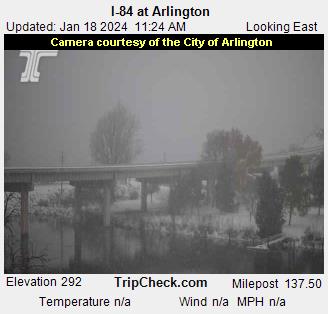 I-84 at Arlington
Updated: Jan 18 2024 11:24 AM Looking East
Camera courtesy of the City of Arlington
Elevation 292 TripCheck.com Milepost 137.50
Temperature n/a Wind n/a MPH n/a